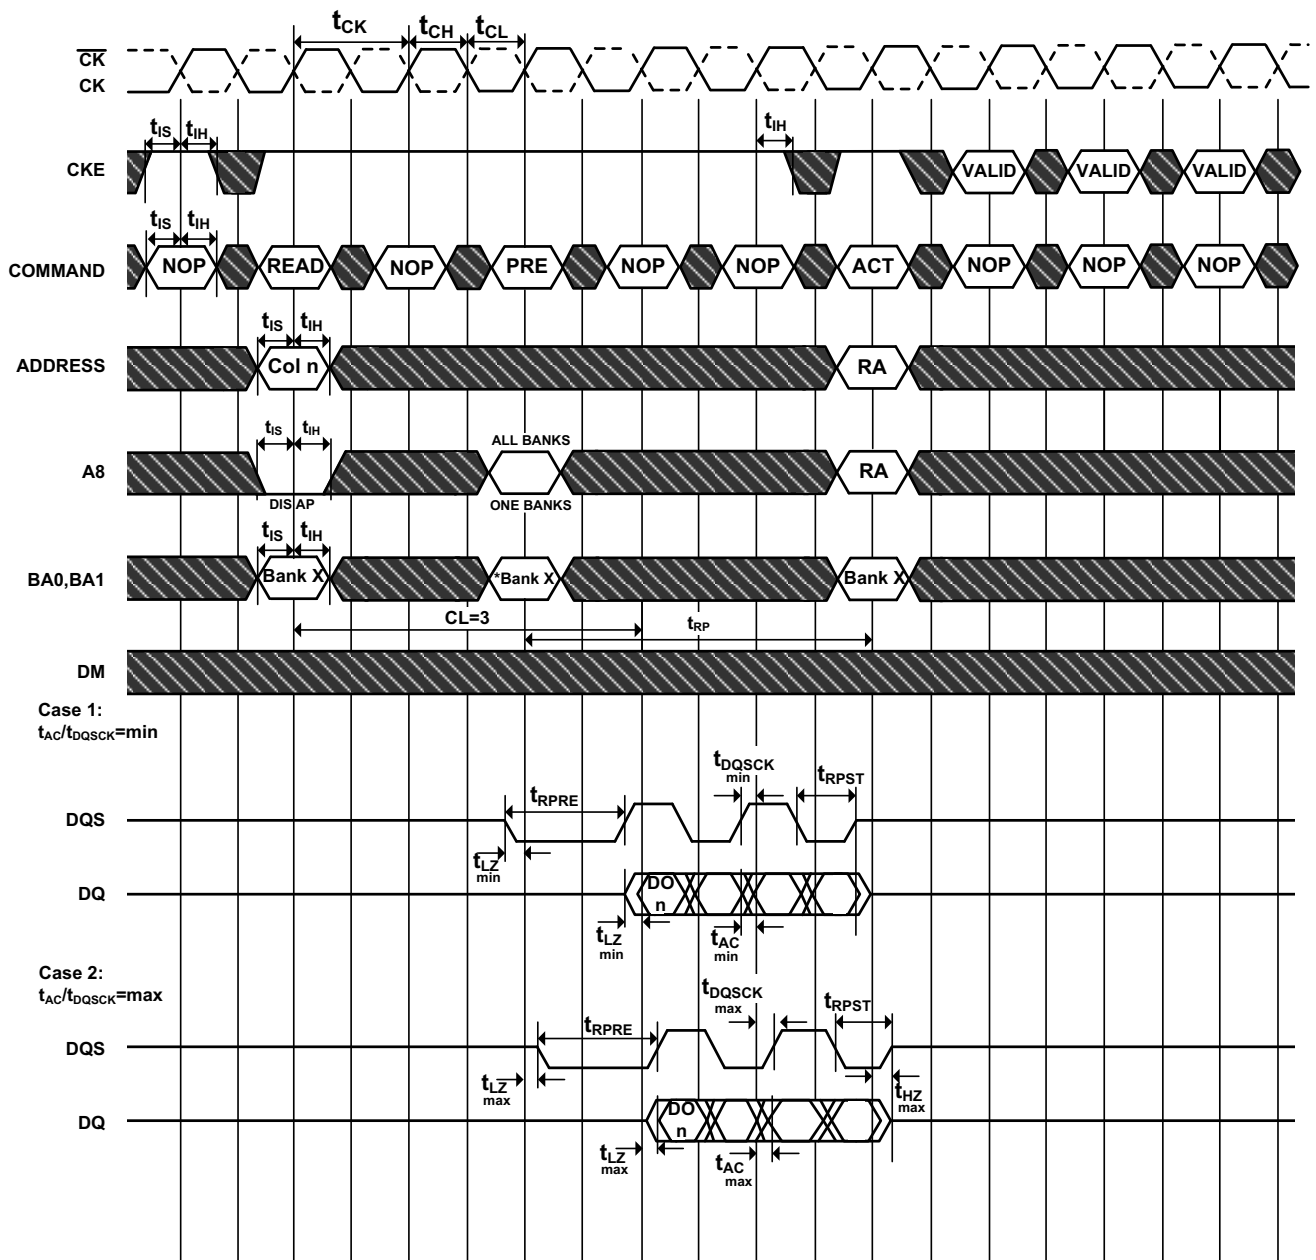 tCK tCH tCL
CK
CK
tIS tIH tIH
CKE VALID VALID VALID
tIS tIH
COMMAND NOP READ NOP PRE NOP NOP ACT NOP NOP NOP
tIS tIH
ADDRESS Col n RA
tIS tIH ALL BANKS
A8 RA
DIS AP ONE BANKS
tIS tIH
BA0,BA1 Bank X *Bank X Bank X
CL=3 tRP
DM
Case 1:
tAC/tDQSCK=min
tDQSCK
min
tRPST
tRPRE
DQS
tLZ
min
DQ DO
n
tLZ
min
tAC
min
Case 2:
tAC/tDQSCK=max
tDQSCK
max
tRPST
tRPRE
DQS
tLZ
max
tHZ
max
DQ DO
n
tLZ
max
tAC
max